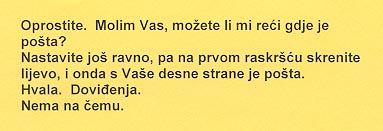 Oprostite.  Molim Vas, možete li mi reći gdje je
pošta?
Nastavite još ravno, pa na prvom raskršću skrenite
lijevo, i onda s Vaše desne strane je pošta.
Hvala.  Doviđenja.
Nema na čemu.